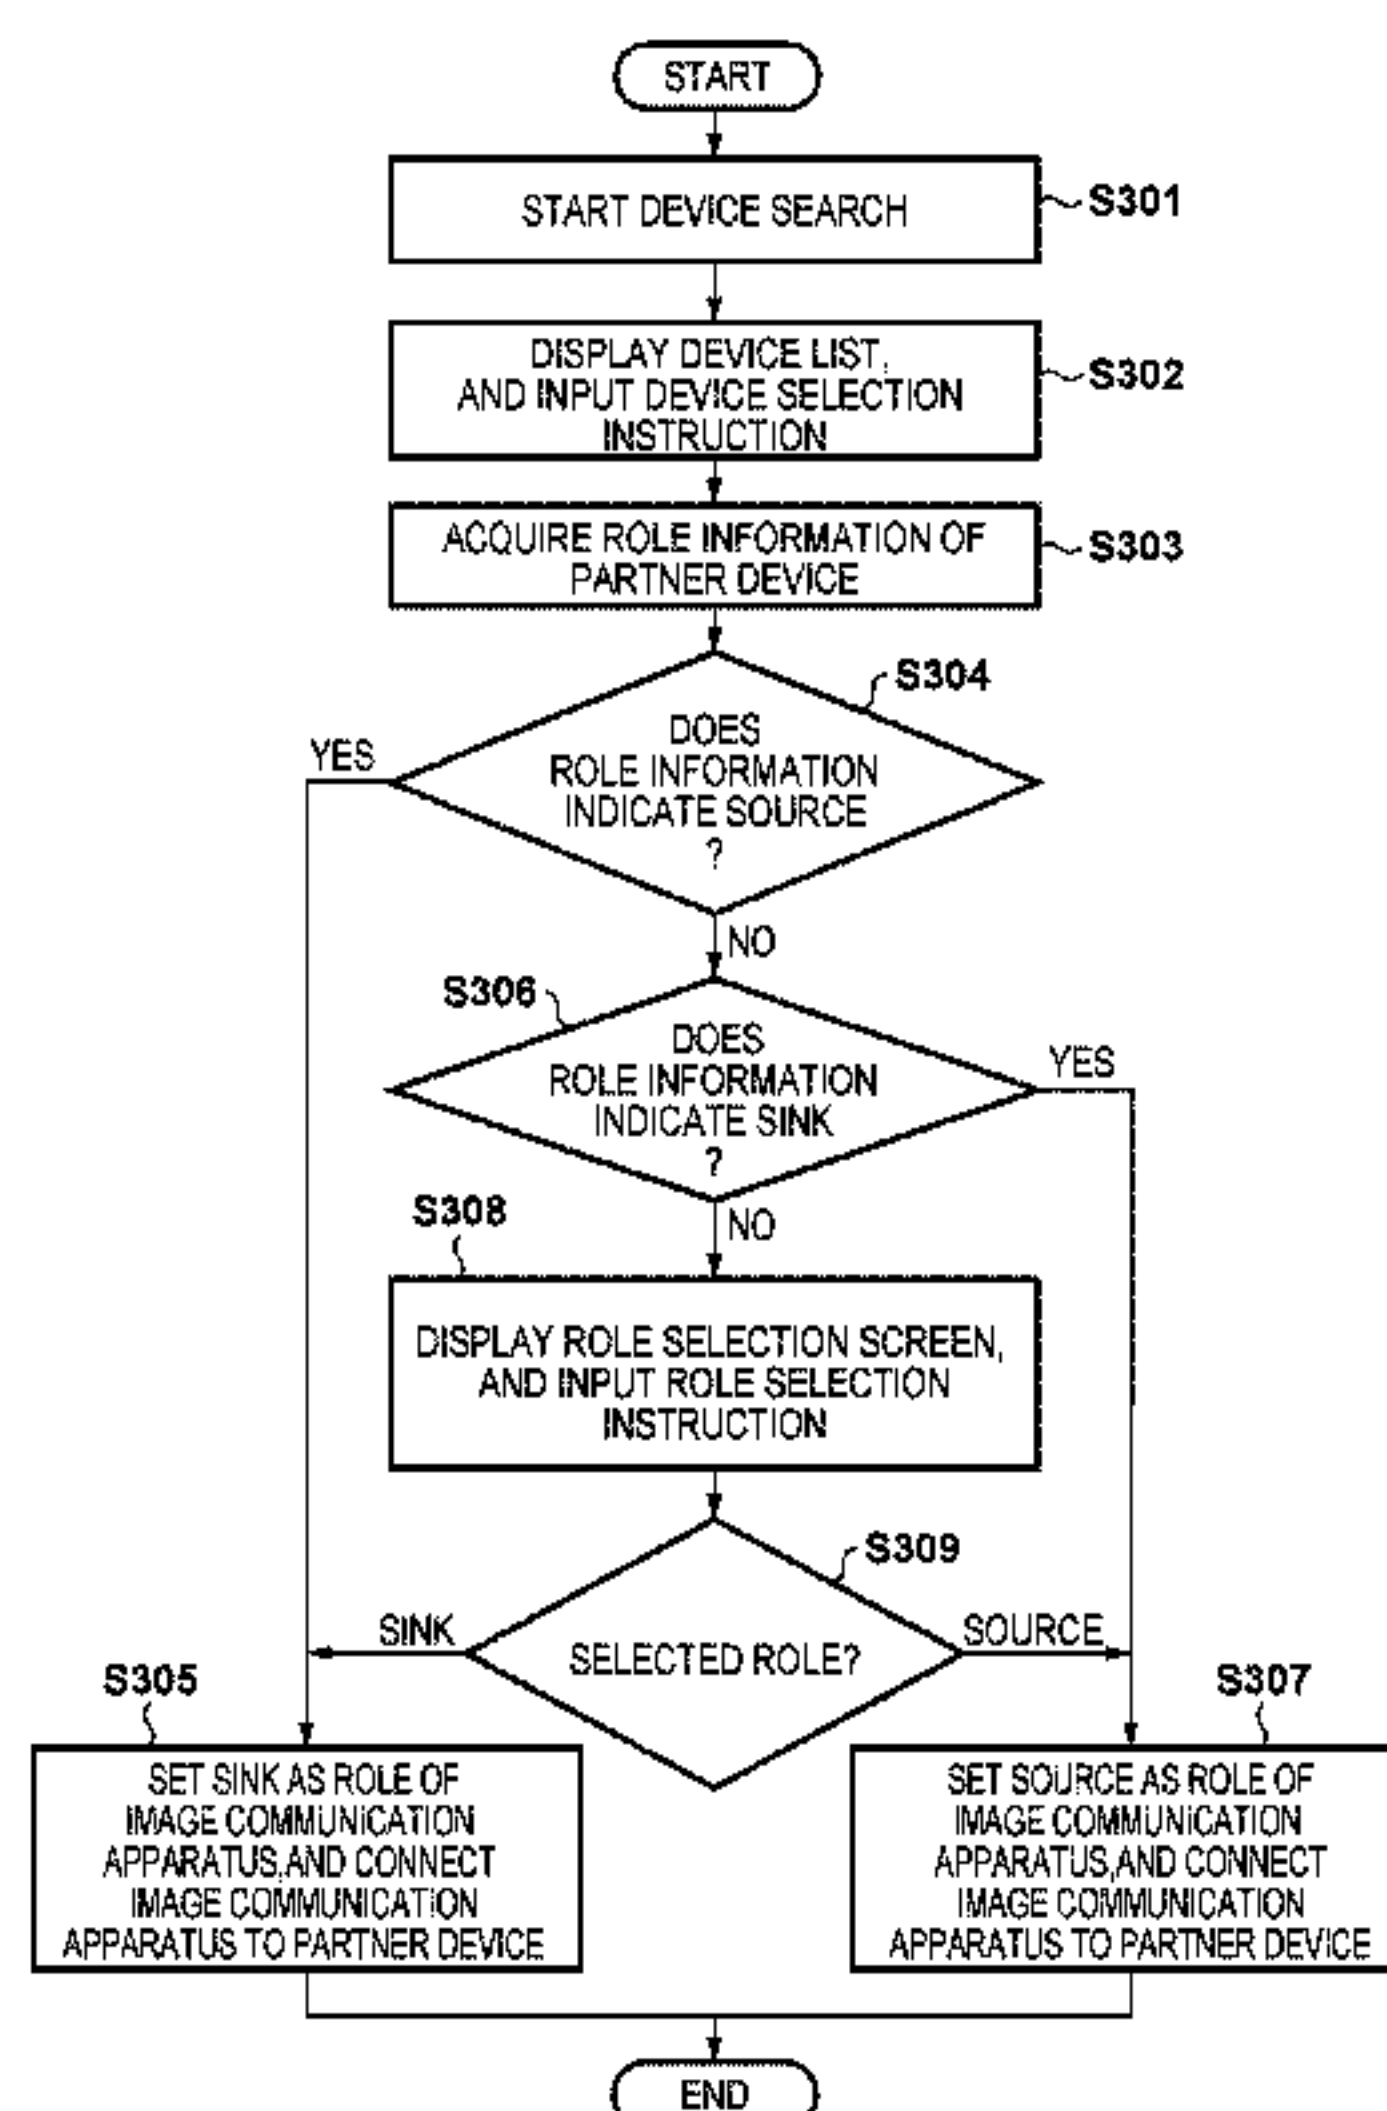 START
START DEVICE SEARCH
S301
DISPLAY DEVICE LIST,
AND INPUT DEVICE SELECTION
INSTRUCTION
S302
ACQUIRE ROLE INFORMATION OF
PARTNER DEVICE
S303
S304
DOES
ROLE INFORMATION
INDICATE SOURCE
?
YES
NO
S306
DOES
ROLE INFORMATION
INDICATE SINK
?
YES
NO
S308
DISPLAY ROLE SELECTION SCREEN,
AND INPUT ROLE SELECTION
INSTRUCTION
S309
SELECTED ROLE?
SINK
SOURCE
S305
SET SINK AS ROLE OF
IMAGE COMMUNICATION
APPARATUS,AND CONNECT
IMAGE COMMUNICATION
APPARATUS TO PARTNER DEVICE
S307
SET SOURCE AS ROLE OF
IMAGE COMMUNICATION
APPARATUS,AND CONNECT
IMAGE COMMUNICATION
APPARATUS TO PARTNER DEVICE
END